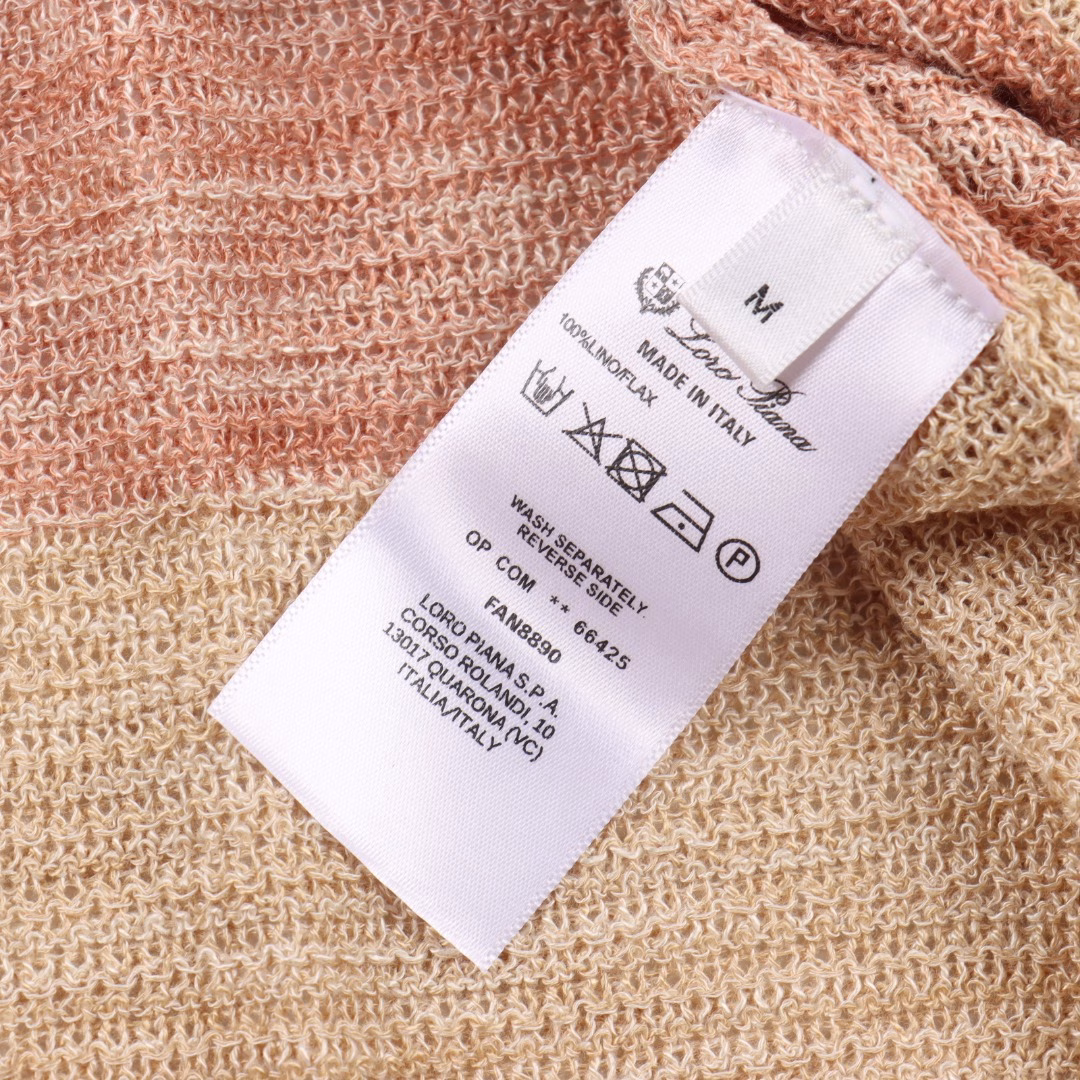 M
Loro Piana
MADE IN ITALY
100%LINO/FLAX
P
WASH SEPARATELY.
REVERSE SIDE
OP COM ** 66425
FAN8890
LORO PIANA S.P.A.
CORSO ROLANDI, 10
13017 QUARONA (VC)
ITALIA/ITALY